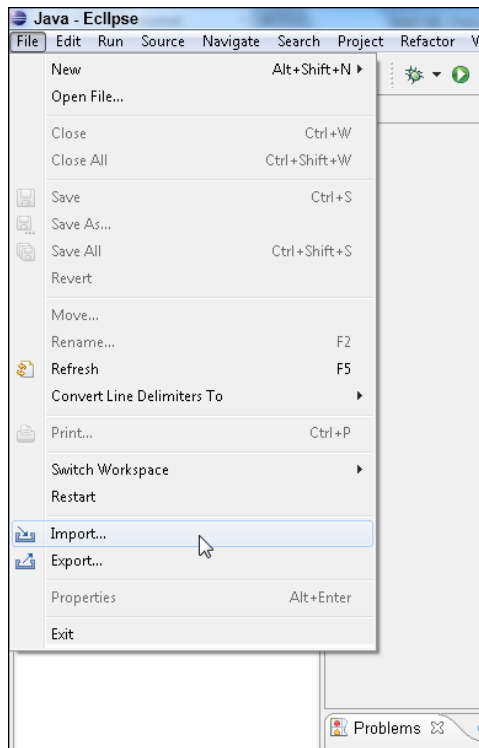 Java - Ecllpse
File Edit Run Source Navigate Search Project Refactor
New Alt+Shift+N
Open File...
Close Ctrl+W
Close All Ctrl+Shift+W
Save Ctrl+S
Save As...
Save All Ctrl+Shift+S
Revert
Move...
Rename... F2
Refresh F5
Convert Line Delimiters To
Print... Ctrl+P
Switch Workspace
Restart
Import...
Export...
Properties Alt+Enter
Exit
Problems